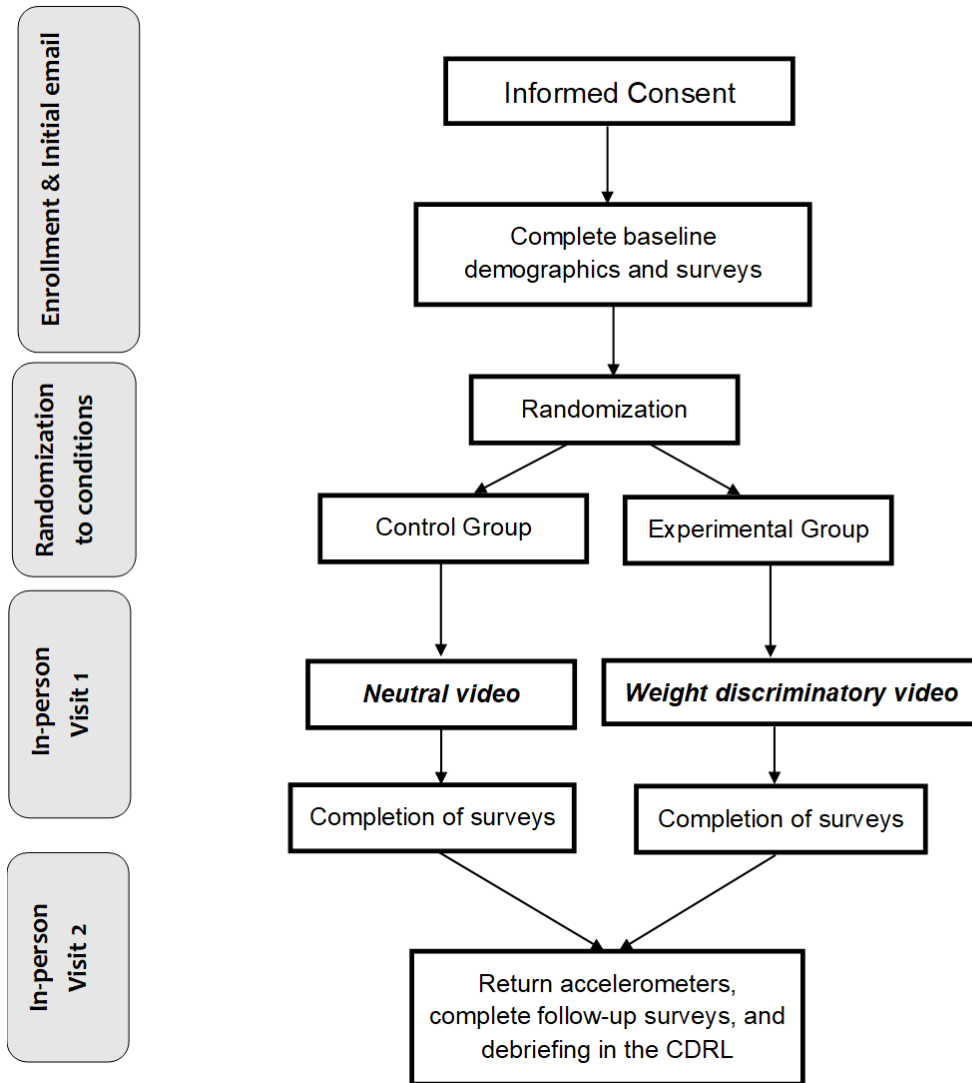 Enrollment & Initial email
Informed Consent
Complete baseline
demographics and surveys
Randomization
to conditions
Randomization
Control Group
Experimental Group
In-person
Visit 1
Neutral video
Weight discriminatory video
Completion of surveys
Completion of surveys
In-person
Visit 2
Return accelerometers,
complete follow-up surveys, and
debriefing in the CDRL